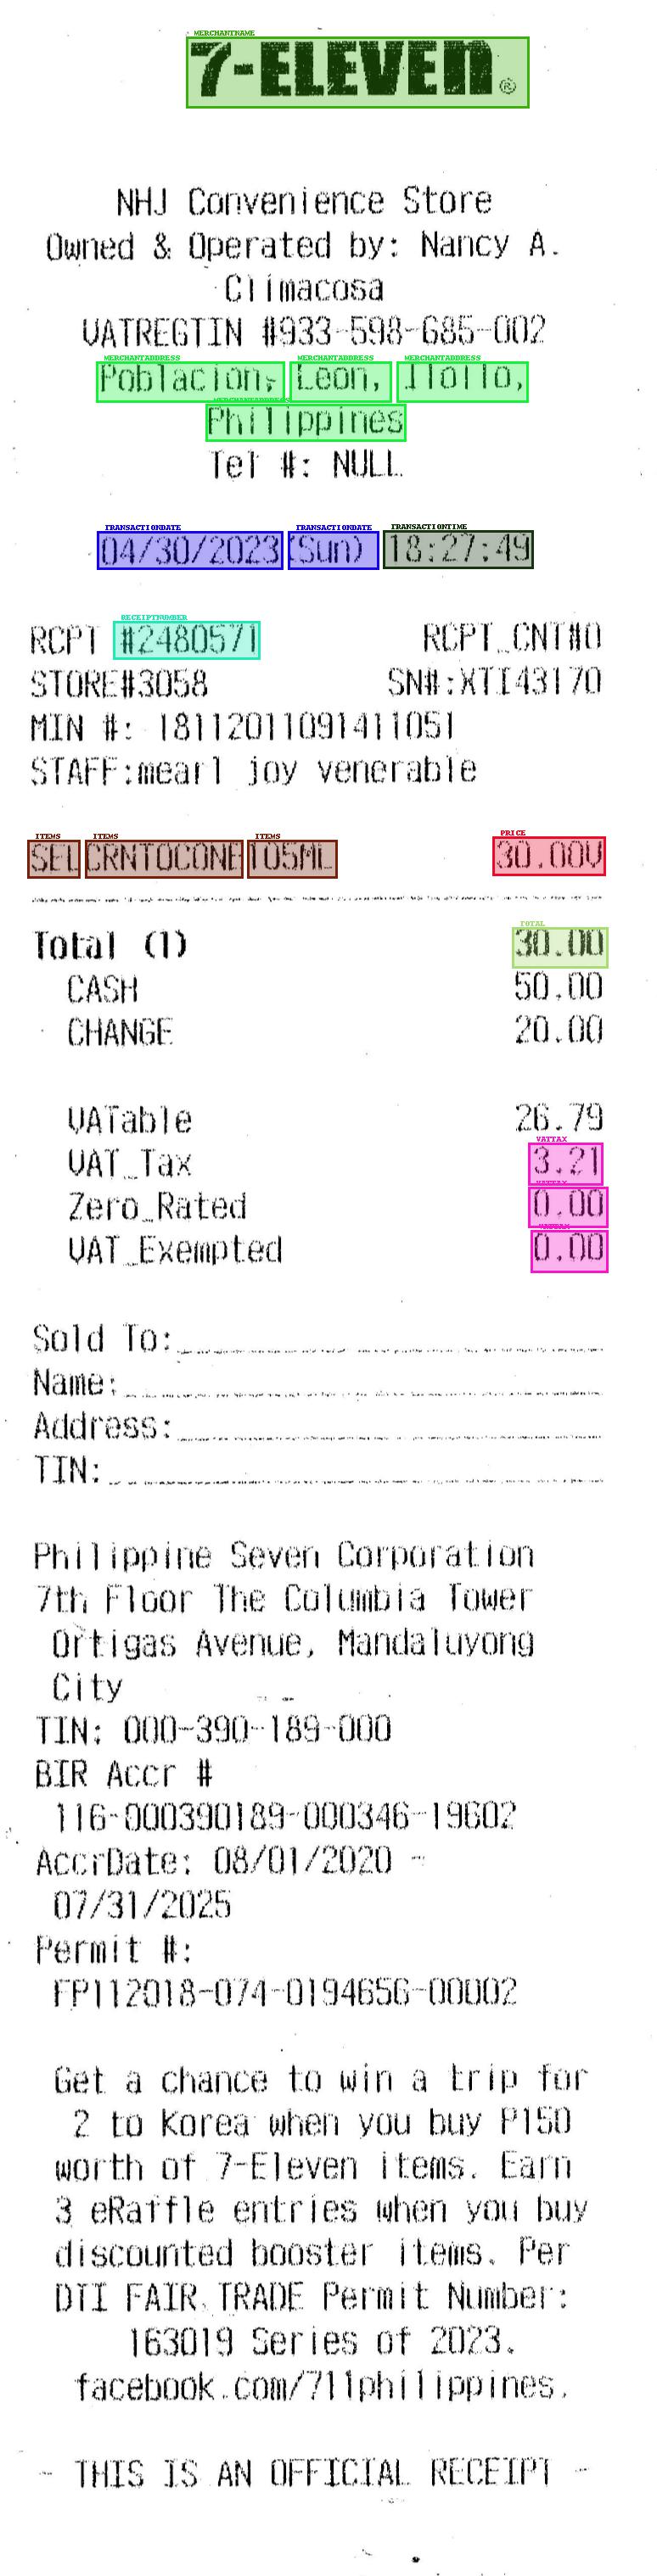 MERCHANTNAME
7-ELEVEn®
NHJ Convenience Store
Owned & Operated by: Nancy A.
Climacosa
VATREGTIN #933-598-685-002
MERCHANTADDRESS MERCHANTADDRESS MERCHANTADDRESS
Poblacion, Leon, Iloilo,
MERCHANTADDRESS
Philippines
Tel #: NULL
TRANSACTIONDATE TRANSACTIONDATE TRANSACTIONTIME
04/30/2023 (Sun) 18:27:49
RECEIPTNUMBER
RCPT #2480571 RCPT_CNT#0
STORE#3058 SN#:XTI43170
MIN #: 18112011091411051
STAFF:mearl joy venerable
ITEMS ITEMS ITEMS PRICE
SEL CRNTOCONE 105ML 30.00V
TOTAL
Total (1) 30.00
CASH 50.00
CHANGE 20.00
VATable 26.79
VATTAX
VAT_Tax 3.21
VATTAX
Zero_Rated 0.00
VATTAX
VAT_Exempted 0.00
Sold To:
Name:
Address:
TIN:
Philippine Seven Corporation
7th Floor The Columbia Tower
Ortigas Avenue, Mandaluyong
City
TIN: 000-390-189-000
BIR Accr #
116-000390189-000346-19602
AccrDate: 08/01/2020 -
07/31/2025
Permit #:
FP112018-074-0194656-00002
Get a chance to win a trip for
2 to Korea when you buy P150
worth of 7-Eleven items. Earn
3 eRaffle entries when you buy
discounted booster items. Per
DTI FAIR TRADE Permit Number:
163019 Series of 2023.
facebook.com/711philippines.
- THIS IS AN OFFICIAL RECEIPT -